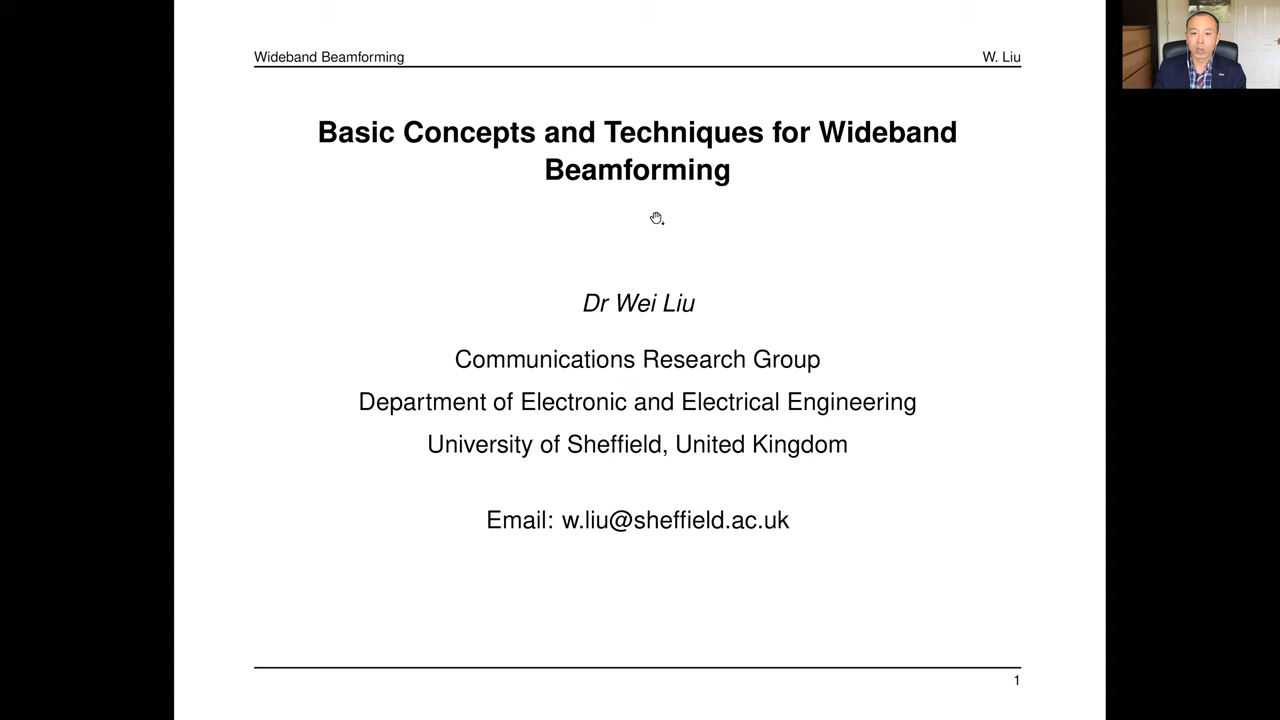 Wideband Beamforming
W. Liu
Basic Concepts and Techniques for Wideband
Beamforming
Dr Wei Liu
Communications Research Group
Department of Electronic and Electrical Engineering
University of Sheffield, United Kingdom
Email: w.liu@sheffield.ac.uk
1